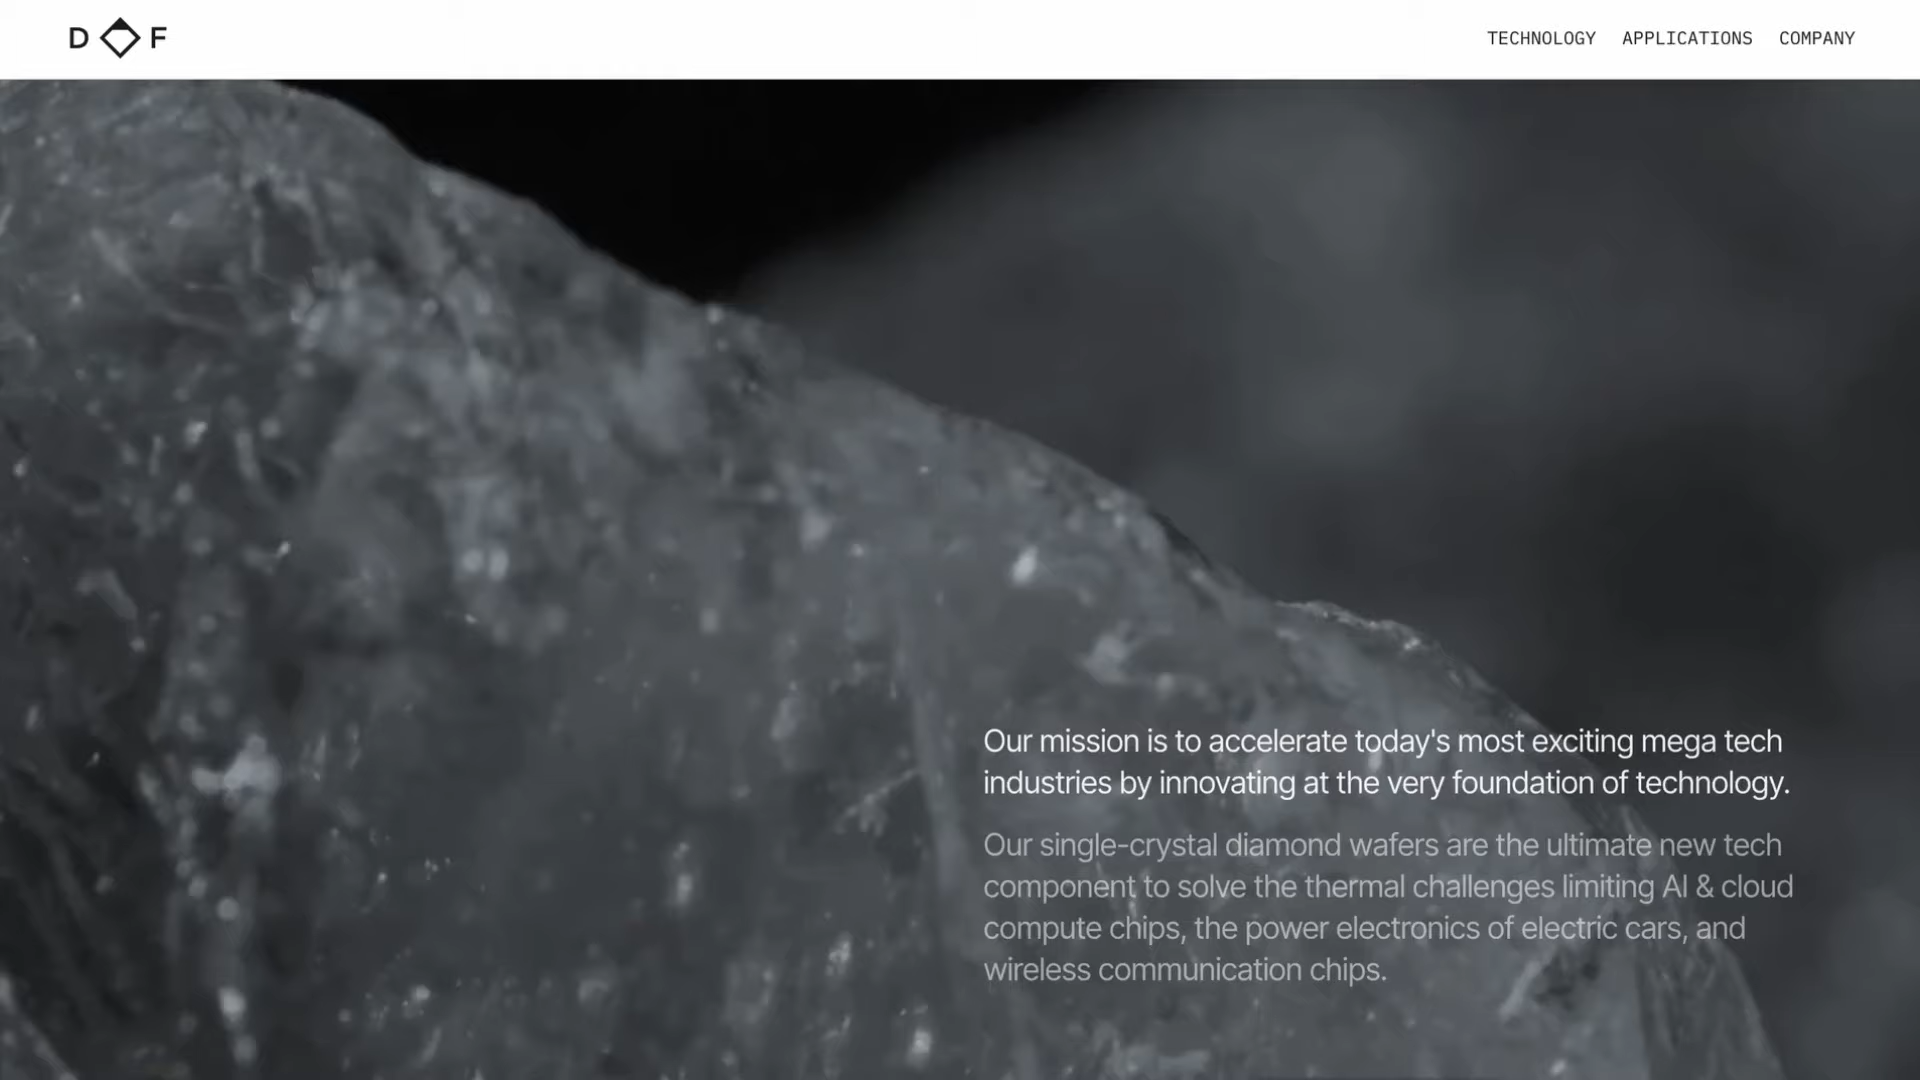 D F
TECHNOLOGY APPLICATIONS COMPANY
Our mission is to accelerate today's most exciting mega tech
industries by innovating at the very foundation of technology.
Our single-crystal diamond wafers are the ultimate new tech
component to solve the thermal challenges limiting AI & cloud
compute chips, the power electronics of electric cars, and
wireless communication chips.